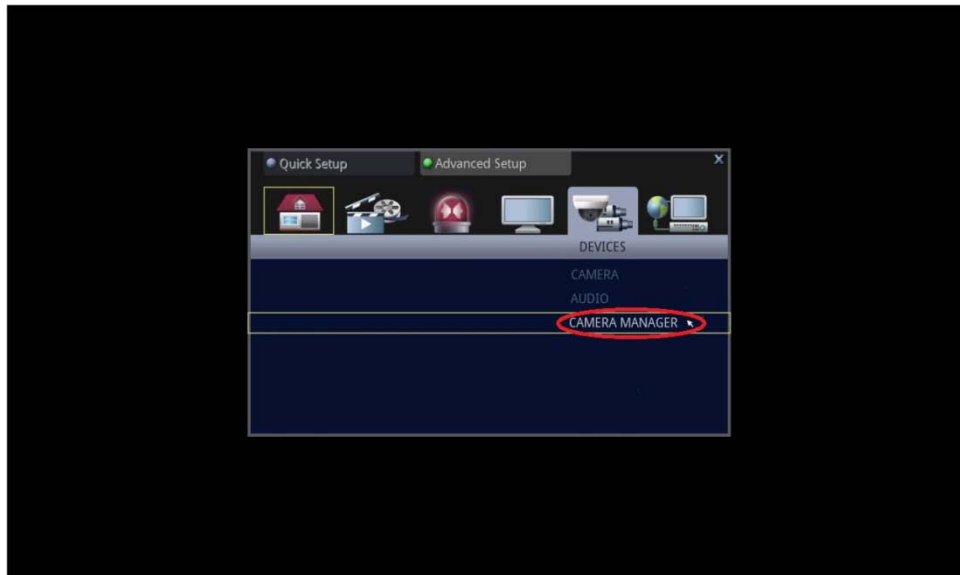 Quick Setup
Advanced Setup
X
DEVICES
CAMERA
AUDIO
CAMERA MANAGER